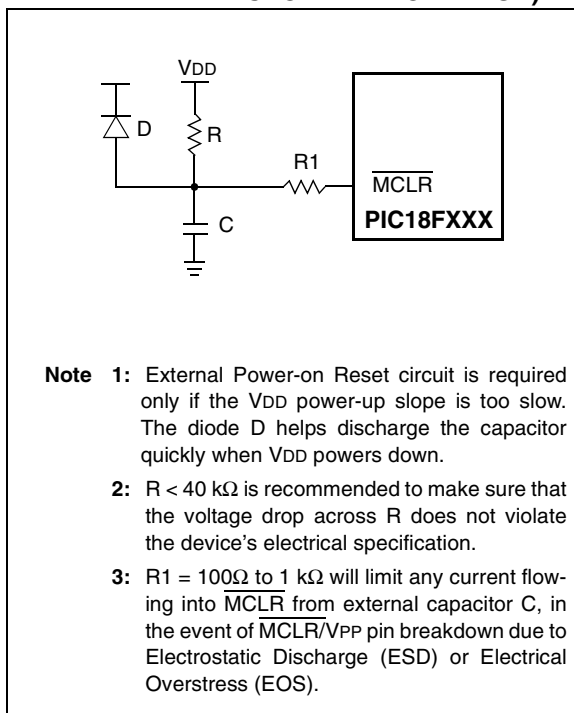 VDD
D
R
R1
MCLR
PIC18FXXX
C
Note 1: External Power-on Reset circuit is required
only if the VDD power-up slope is too slow.
The diode D helps discharge the capacitor
quickly when VDD powers down.
2: R < 40 kΩ is recommended to make sure that
the voltage drop across R does not violate
the device's electrical specification.
3: R1 = 100Ω to 1 kΩ will limit any current flow-
ing into MCLR from external capacitor C, in
the event of MCLR/VPP pin breakdown due to
Electrostatic Discharge (ESD) or Electrical
Overstress (EOS).